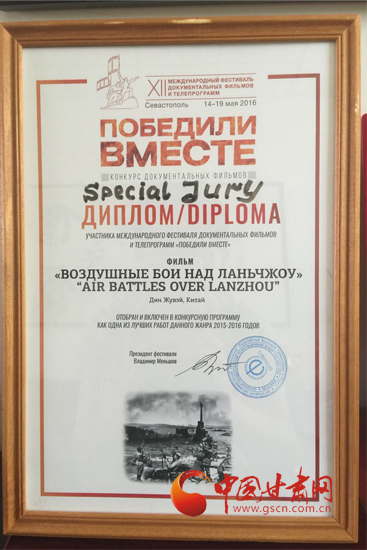 XII МЕЖДУНАРОДНЫЙ ФЕСТИВАЛЬ
ДОКУМЕНТАЛЬНЫХ ФИЛЬМОВ
И ТЕЛЕПРОГРАММ
Севастополь 14–19 мая 2016
ПОБЕДИЛИ
ВМЕСТЕ
КОНКУРС ДОКУМЕНТАЛЬНЫХ ФИЛЬМОВ
Special Jury
ДИПЛОМ/DIPLOMA
УЧАСТНИКА МЕЖДУНАРОДНОГО ФЕСТИВАЛЯ ДОКУМЕНТАЛЬНЫХ ФИЛЬМОВ
И ТЕЛЕПРОГРАММ «ПОБЕДИЛИ ВМЕСТЕ»
ФИЛЬМ
«ВОЗДУШНЫЕ БОИ НАД ЛАНЬЧЖОУ»
“AIR BATTLES OVER LANZHOU”
Дин Жувэй, Китай
ОТОБРАН И ВКЛЮЧЕН В КОНКУРСНУЮ ПРОГРАММУ
КАК ОДНА ИЗ ЛУЧШИХ РАБОТ ДАННОГО ЖАНРА 2015-2016 ГОДОВ
Президент фестиваля
Владимир Меньшов
中国甘肃网
www.gscn.com.cn